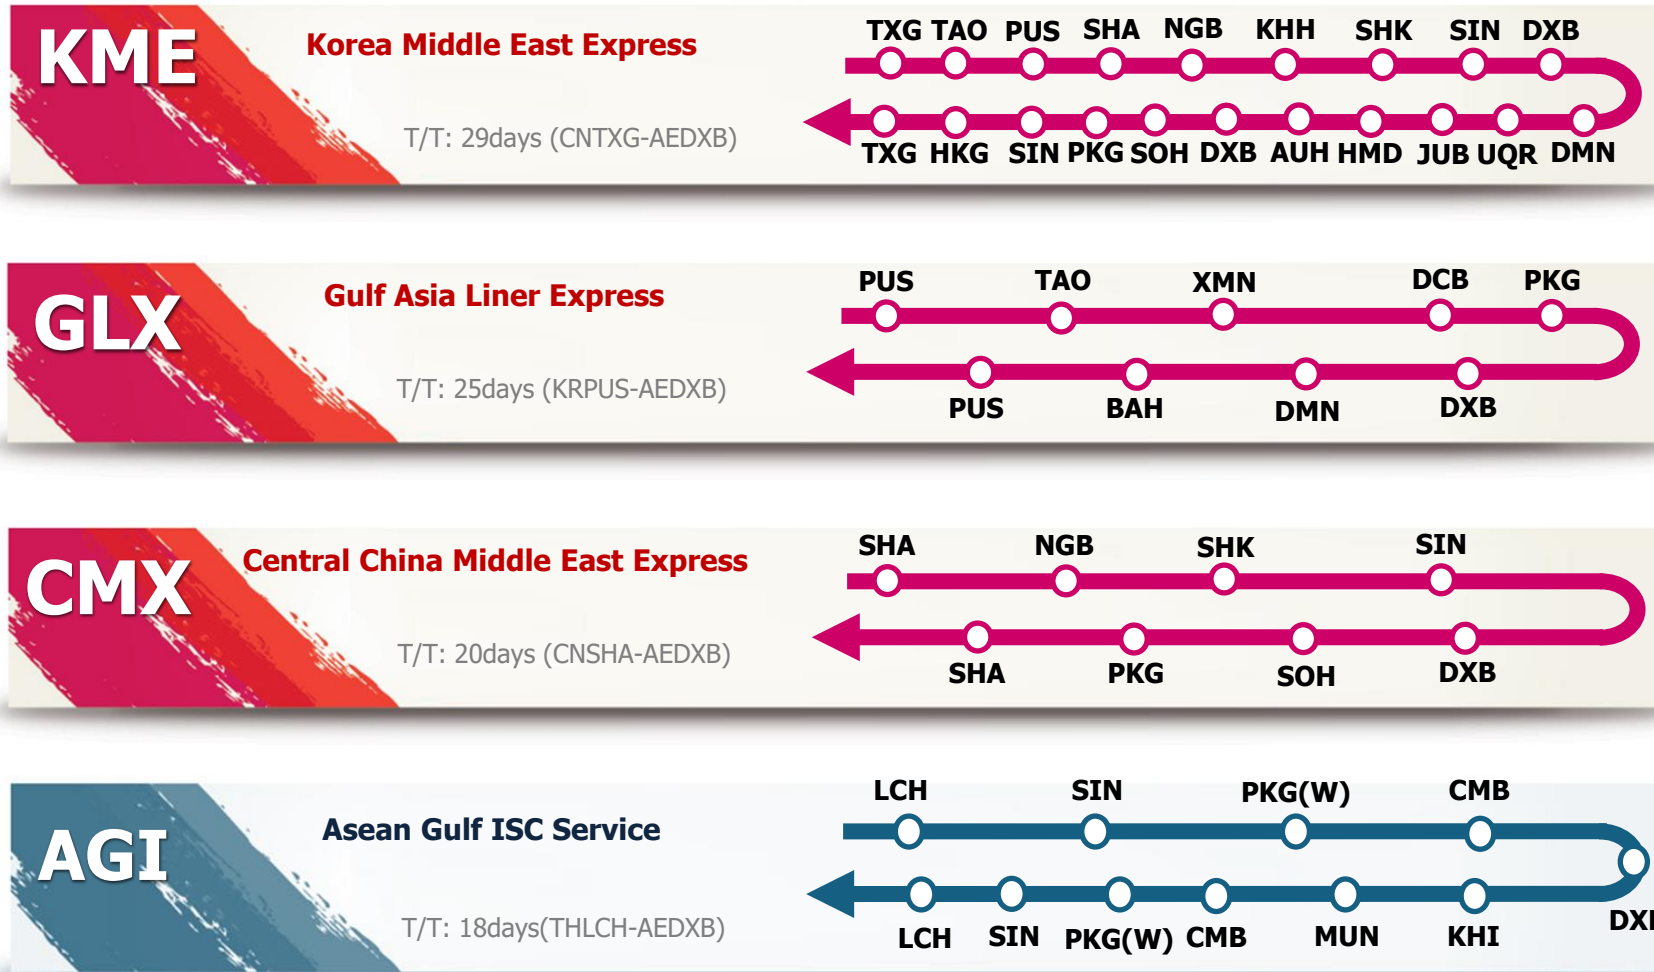 KME
Korea Middle East Express
T/T: 29days (CNTXG-AEDXB)
TXG TAO PUS SHA NGB KHH SHK SIN DXB
TXG HKG SIN PKG SOH DXB AUH HMD JUB UQR DMN
GLX
Gulf Asia Liner Express
T/T: 25days (KRPUS-AEDXB)
PUS TAO XMN DCB PKG
PUS BAH DMN DXB
CMX
Central China Middle East Express
T/T: 20days (CNSHA-AEDXB)
SHA NGB SHK SIN
SHA PKG SOH DXB
AGI
Asean Gulf ISC Service
T/T: 18days(THLCH-AEDXB)
LCH SIN PKG(W) CMB
LCH SIN PKG(W) CMB MUN KHI